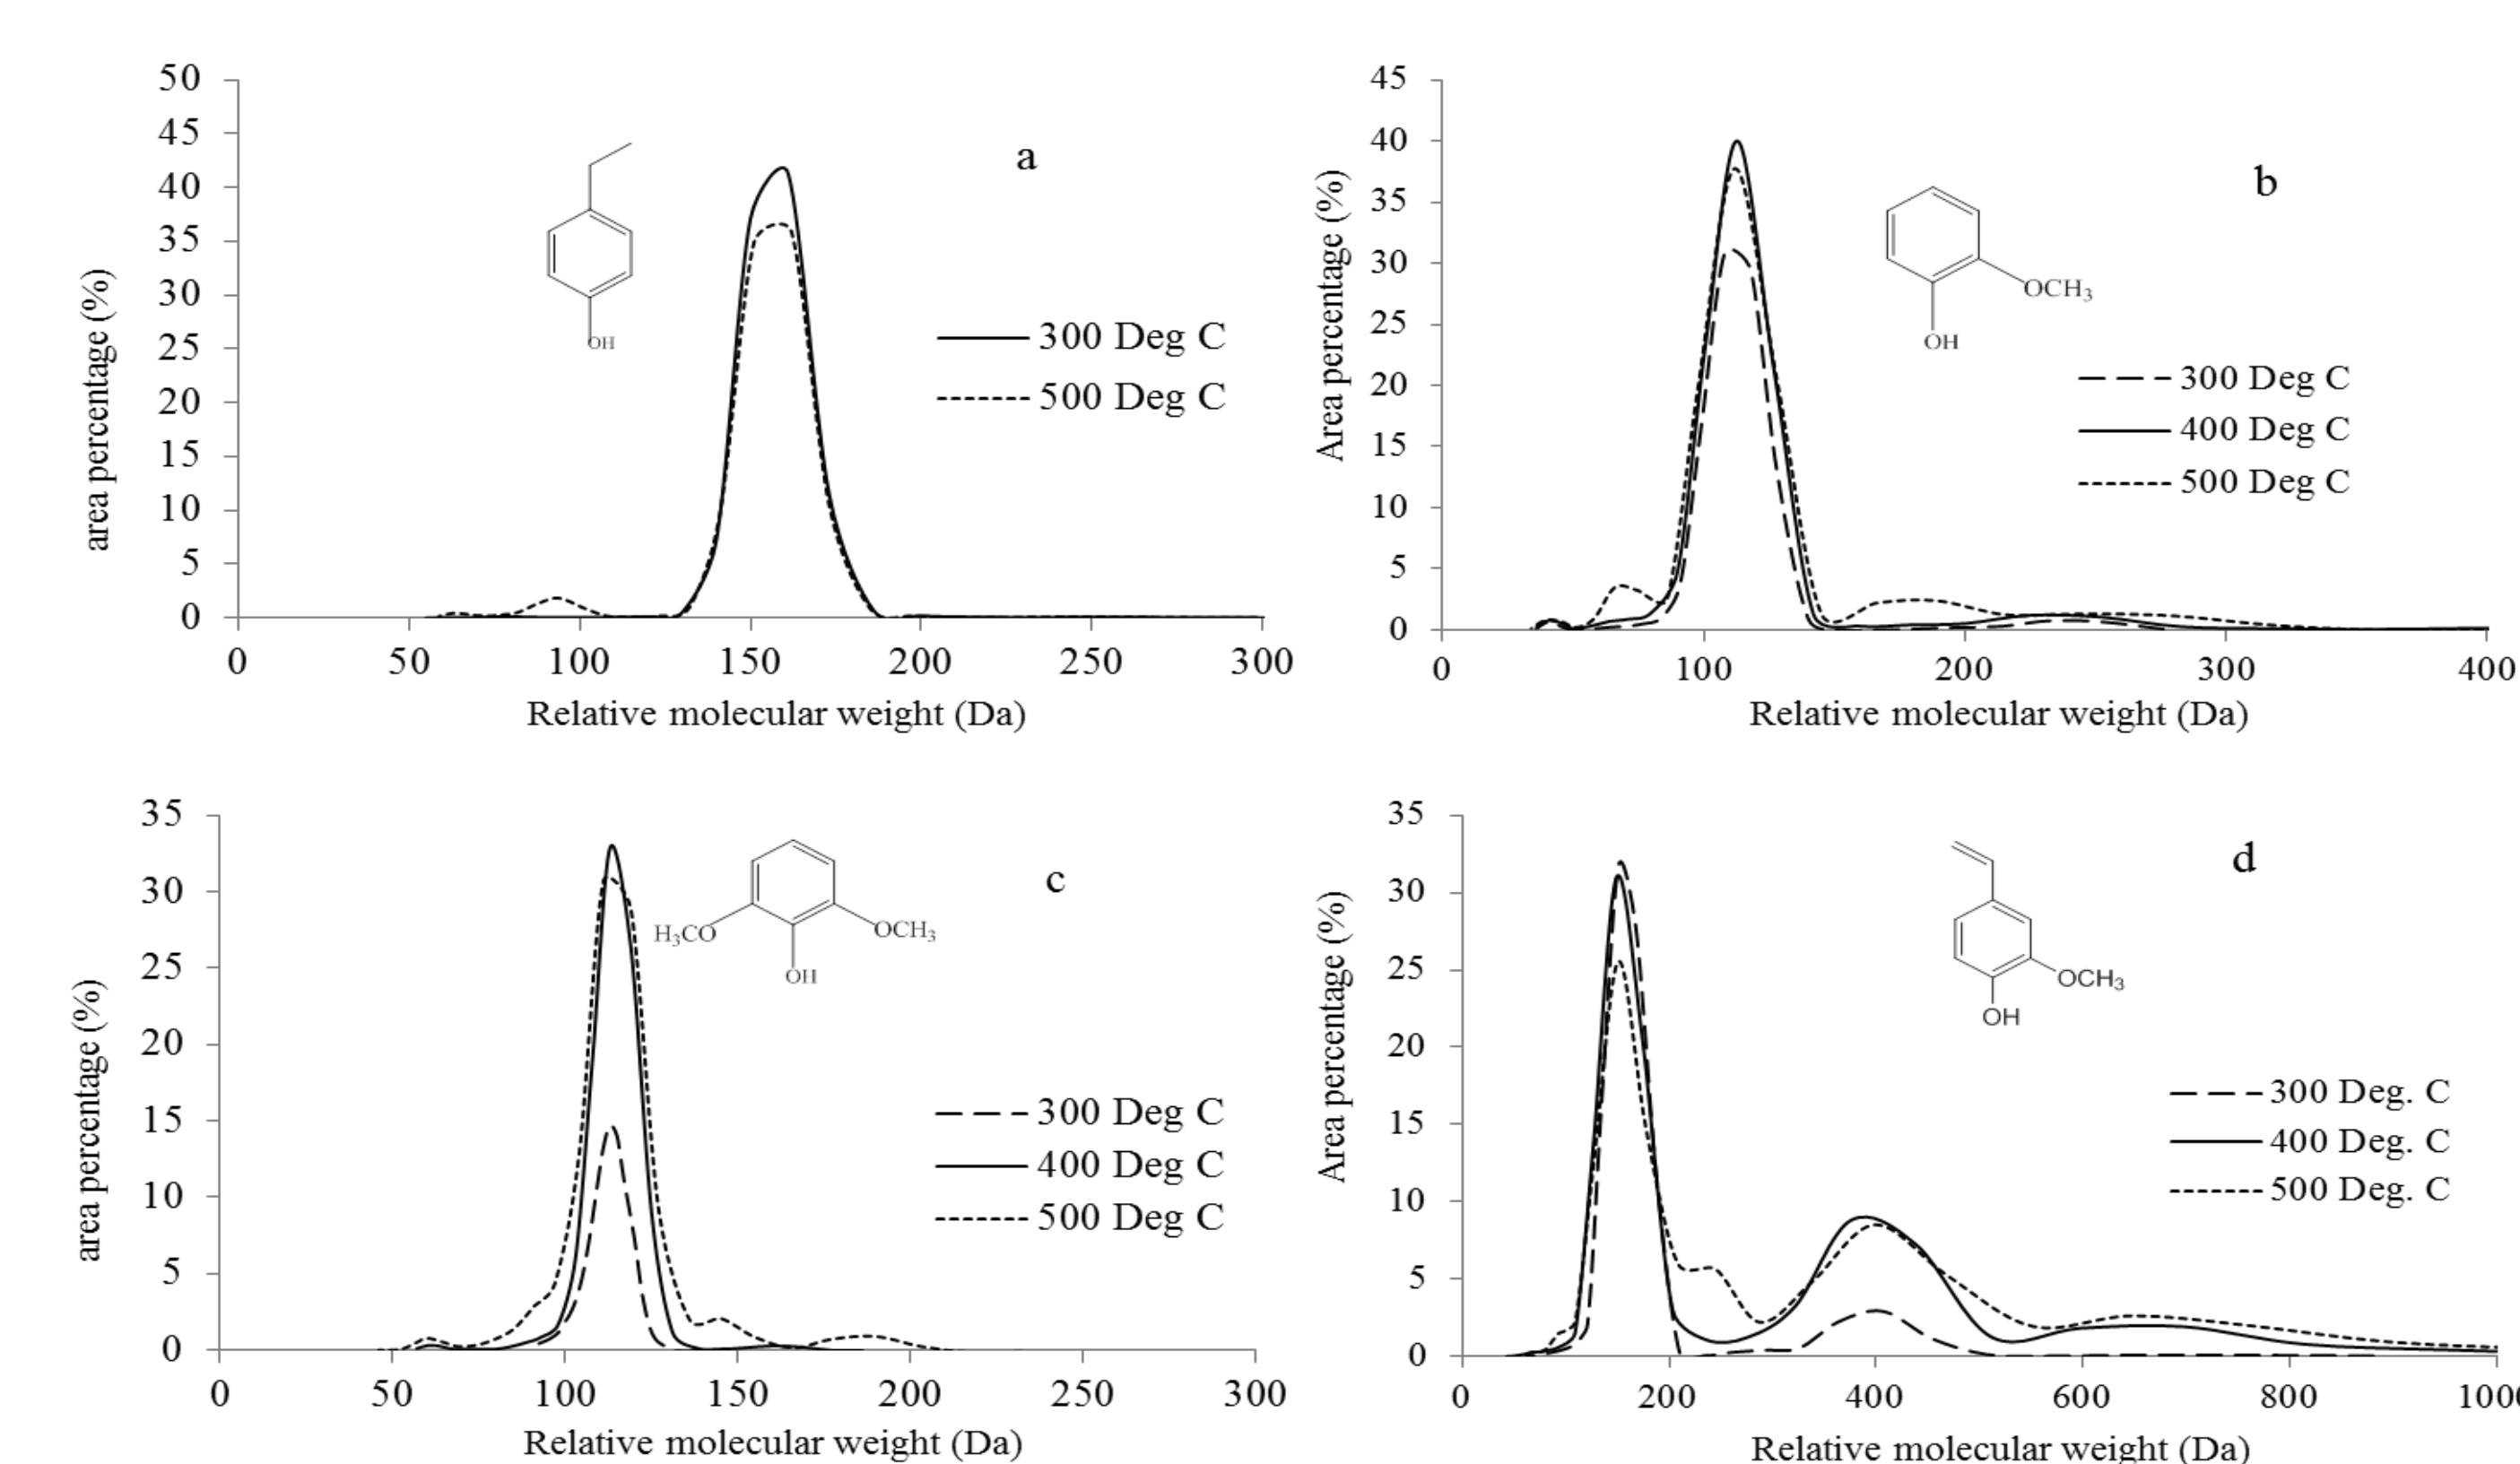 50
45
40
35
30
25
20
15
10
5
0
area percentage (%)
a
OH
300 Deg C
500 Deg C
0 50 100 150 200 250 300
Relative molecular weight (Da)
45
40
35
30
25
20
15
10
5
0
Area percentage (%)
b
OCH3
OH
300 Deg C
400 Deg C
500 Deg C
0 100 200 300 400
Relative molecular weight (Da)
35
30
25
20
15
10
5
0
area percentage (%)
c
H3CO
OCH3
OH
300 Deg C
400 Deg C
500 Deg C
0 50 100 150 200 250 300
Relative molecular weight (Da)
35
30
25
20
15
10
5
0
Area percentage (%)
d
OCH3
OH
300 Deg. C
400 Deg. C
500 Deg. C
0 200 400 600 800 1000
Relative molecular weight (Da)